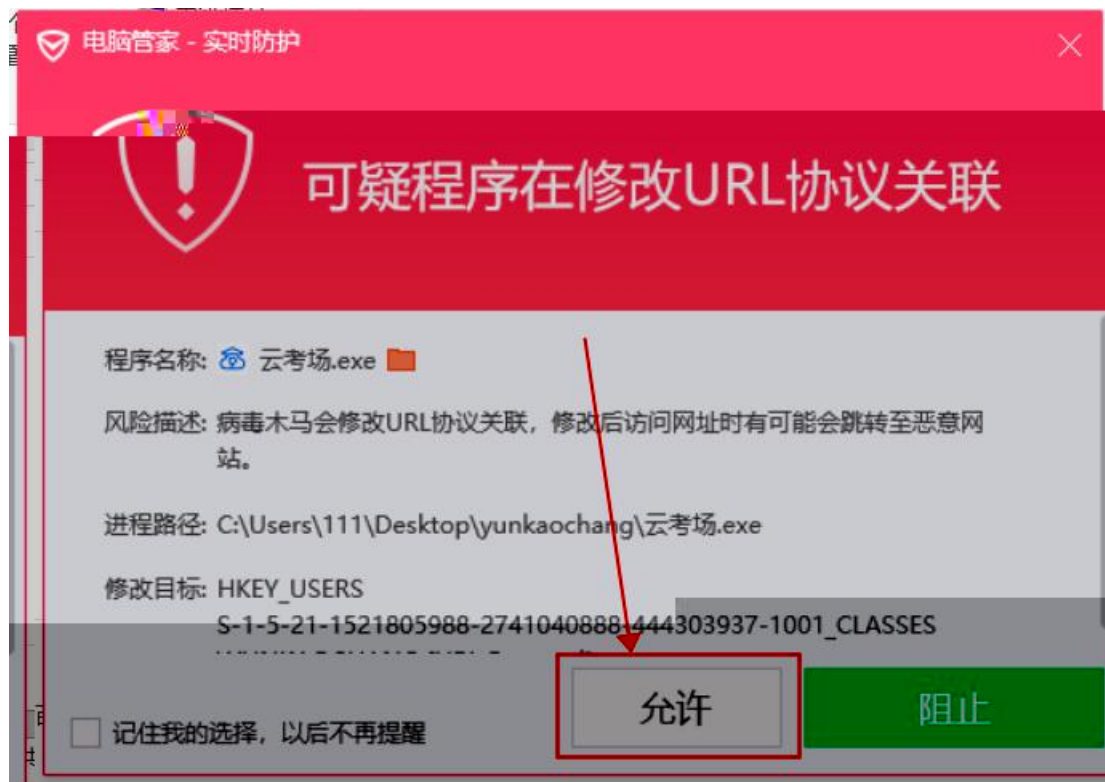 电脑管家 - 实时防护
可疑程序在修改URL协议关联
程序名称: 云考场.exe
风险描述: 病毒木马会修改URL协议关联，修改后访问网址时有可能会跳转至恶意网
站。
进程路径: C:\Users\111\Desktop\yunkaochang\云考场.exe
修改目标: HKEY_USERS
S-1-5-21-1521805988-2741040888-444303937-1001_CLASSES
记住我的选择，以后不再提醒
允许
阻止